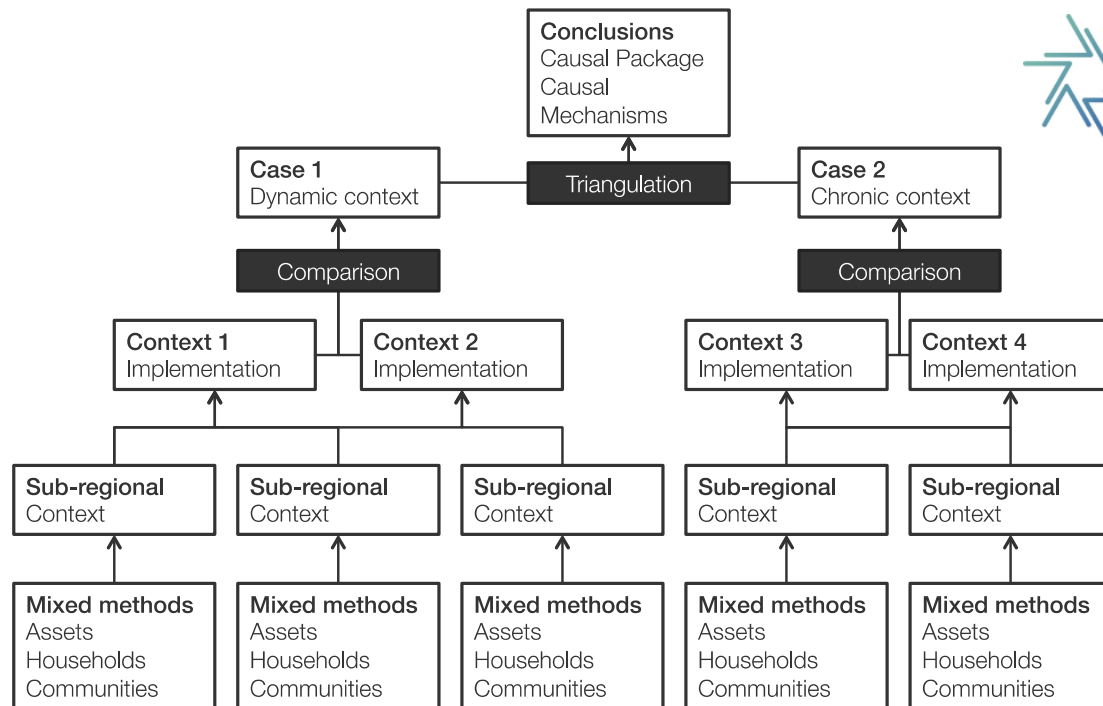 Conclusions
Causal Package
Causal
Mechanisms
Case 1
Dynamic context
Triangulation
Case 2
Chronic context
Comparison
Comparison
Context 1
Implementation
Context 2
Implementation
Context 3
Implementation
Context 4
Implementation
Sub-regional
Context
Sub-regional
Context
Sub-regional
Context
Sub-regional
Context
Sub-regional
Context
Mixed methods
Assets
Households
Communities
Mixed methods
Assets
Households
Communities
Mixed methods
Assets
Households
Communities
Mixed methods
Assets
Households
Communities
Mixed methods
Assets
Households
Communities